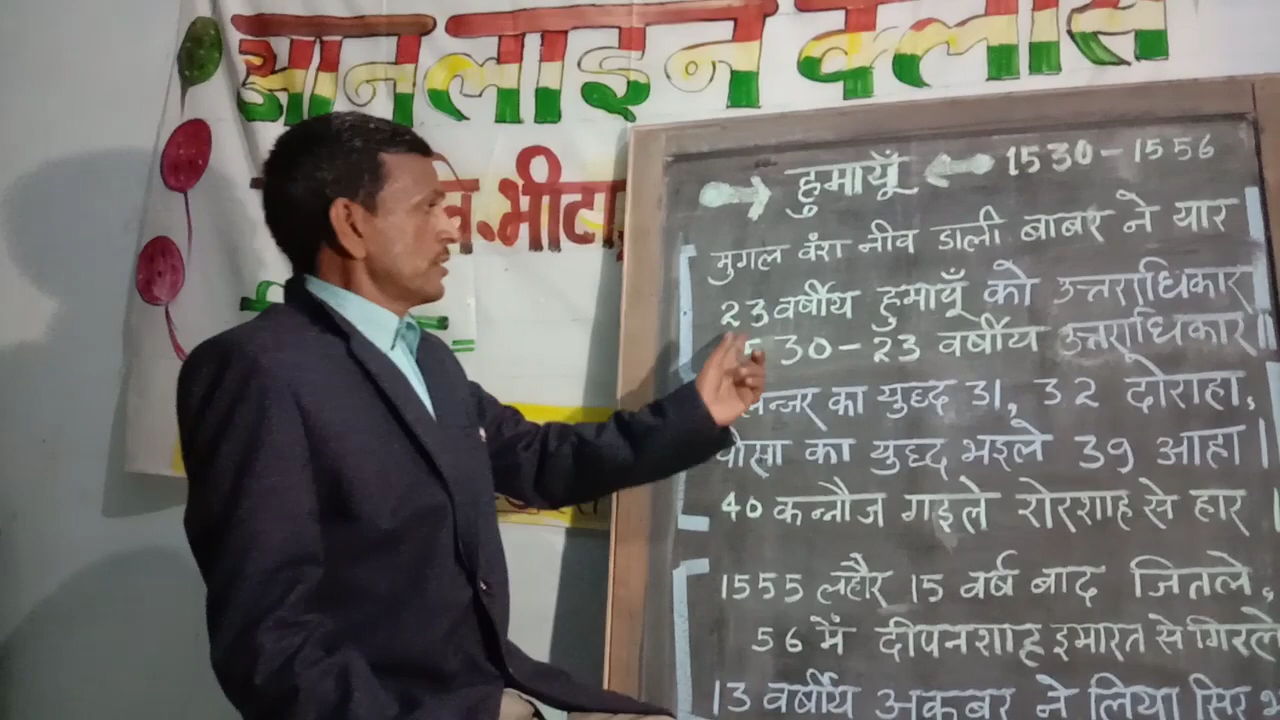 आनलाइन क्लास
वि.भीटा
हुमायूँ 1530-1556
मुगल वंश नीव डाली बाबर ने यार
23 वर्षीय हुमायूँ को उत्तराधिकार
30-23 वर्षीय उत्तराधिकार॥
का युध्द 31, 32 दोराहा,
का युध्द भइले 39 आहा।
40 कन्नौज गइले शेरशाह से हार।
1555 लहौर 15 वर्ष बाद जितले,
56 में दीपनशाह इमारत से गिरले
13 वर्षीय अकबर ने लिया सिर